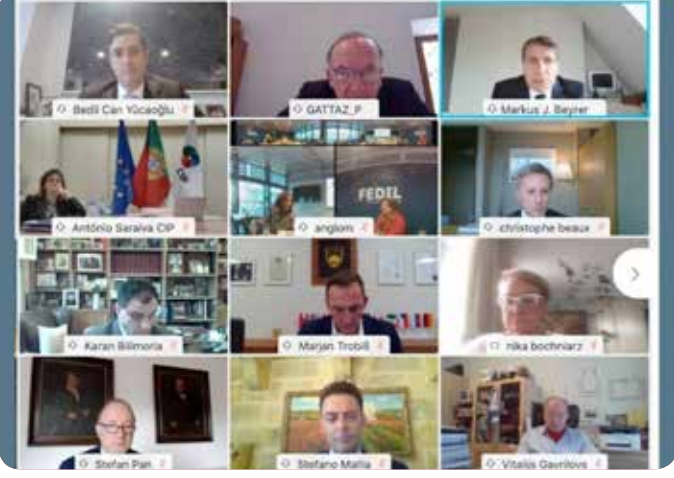 Bedii Can Yücaoğlu
GATTAZ_P
Markus J. Beyrer
António Saraiva CIP
FEDIL
angiom
christophe beaux
Karan Bilimoria
Marjan Trobiš
nika bochniarz
Stefan Pan
Stefano Mallia
Vitalijs Gavrilovs